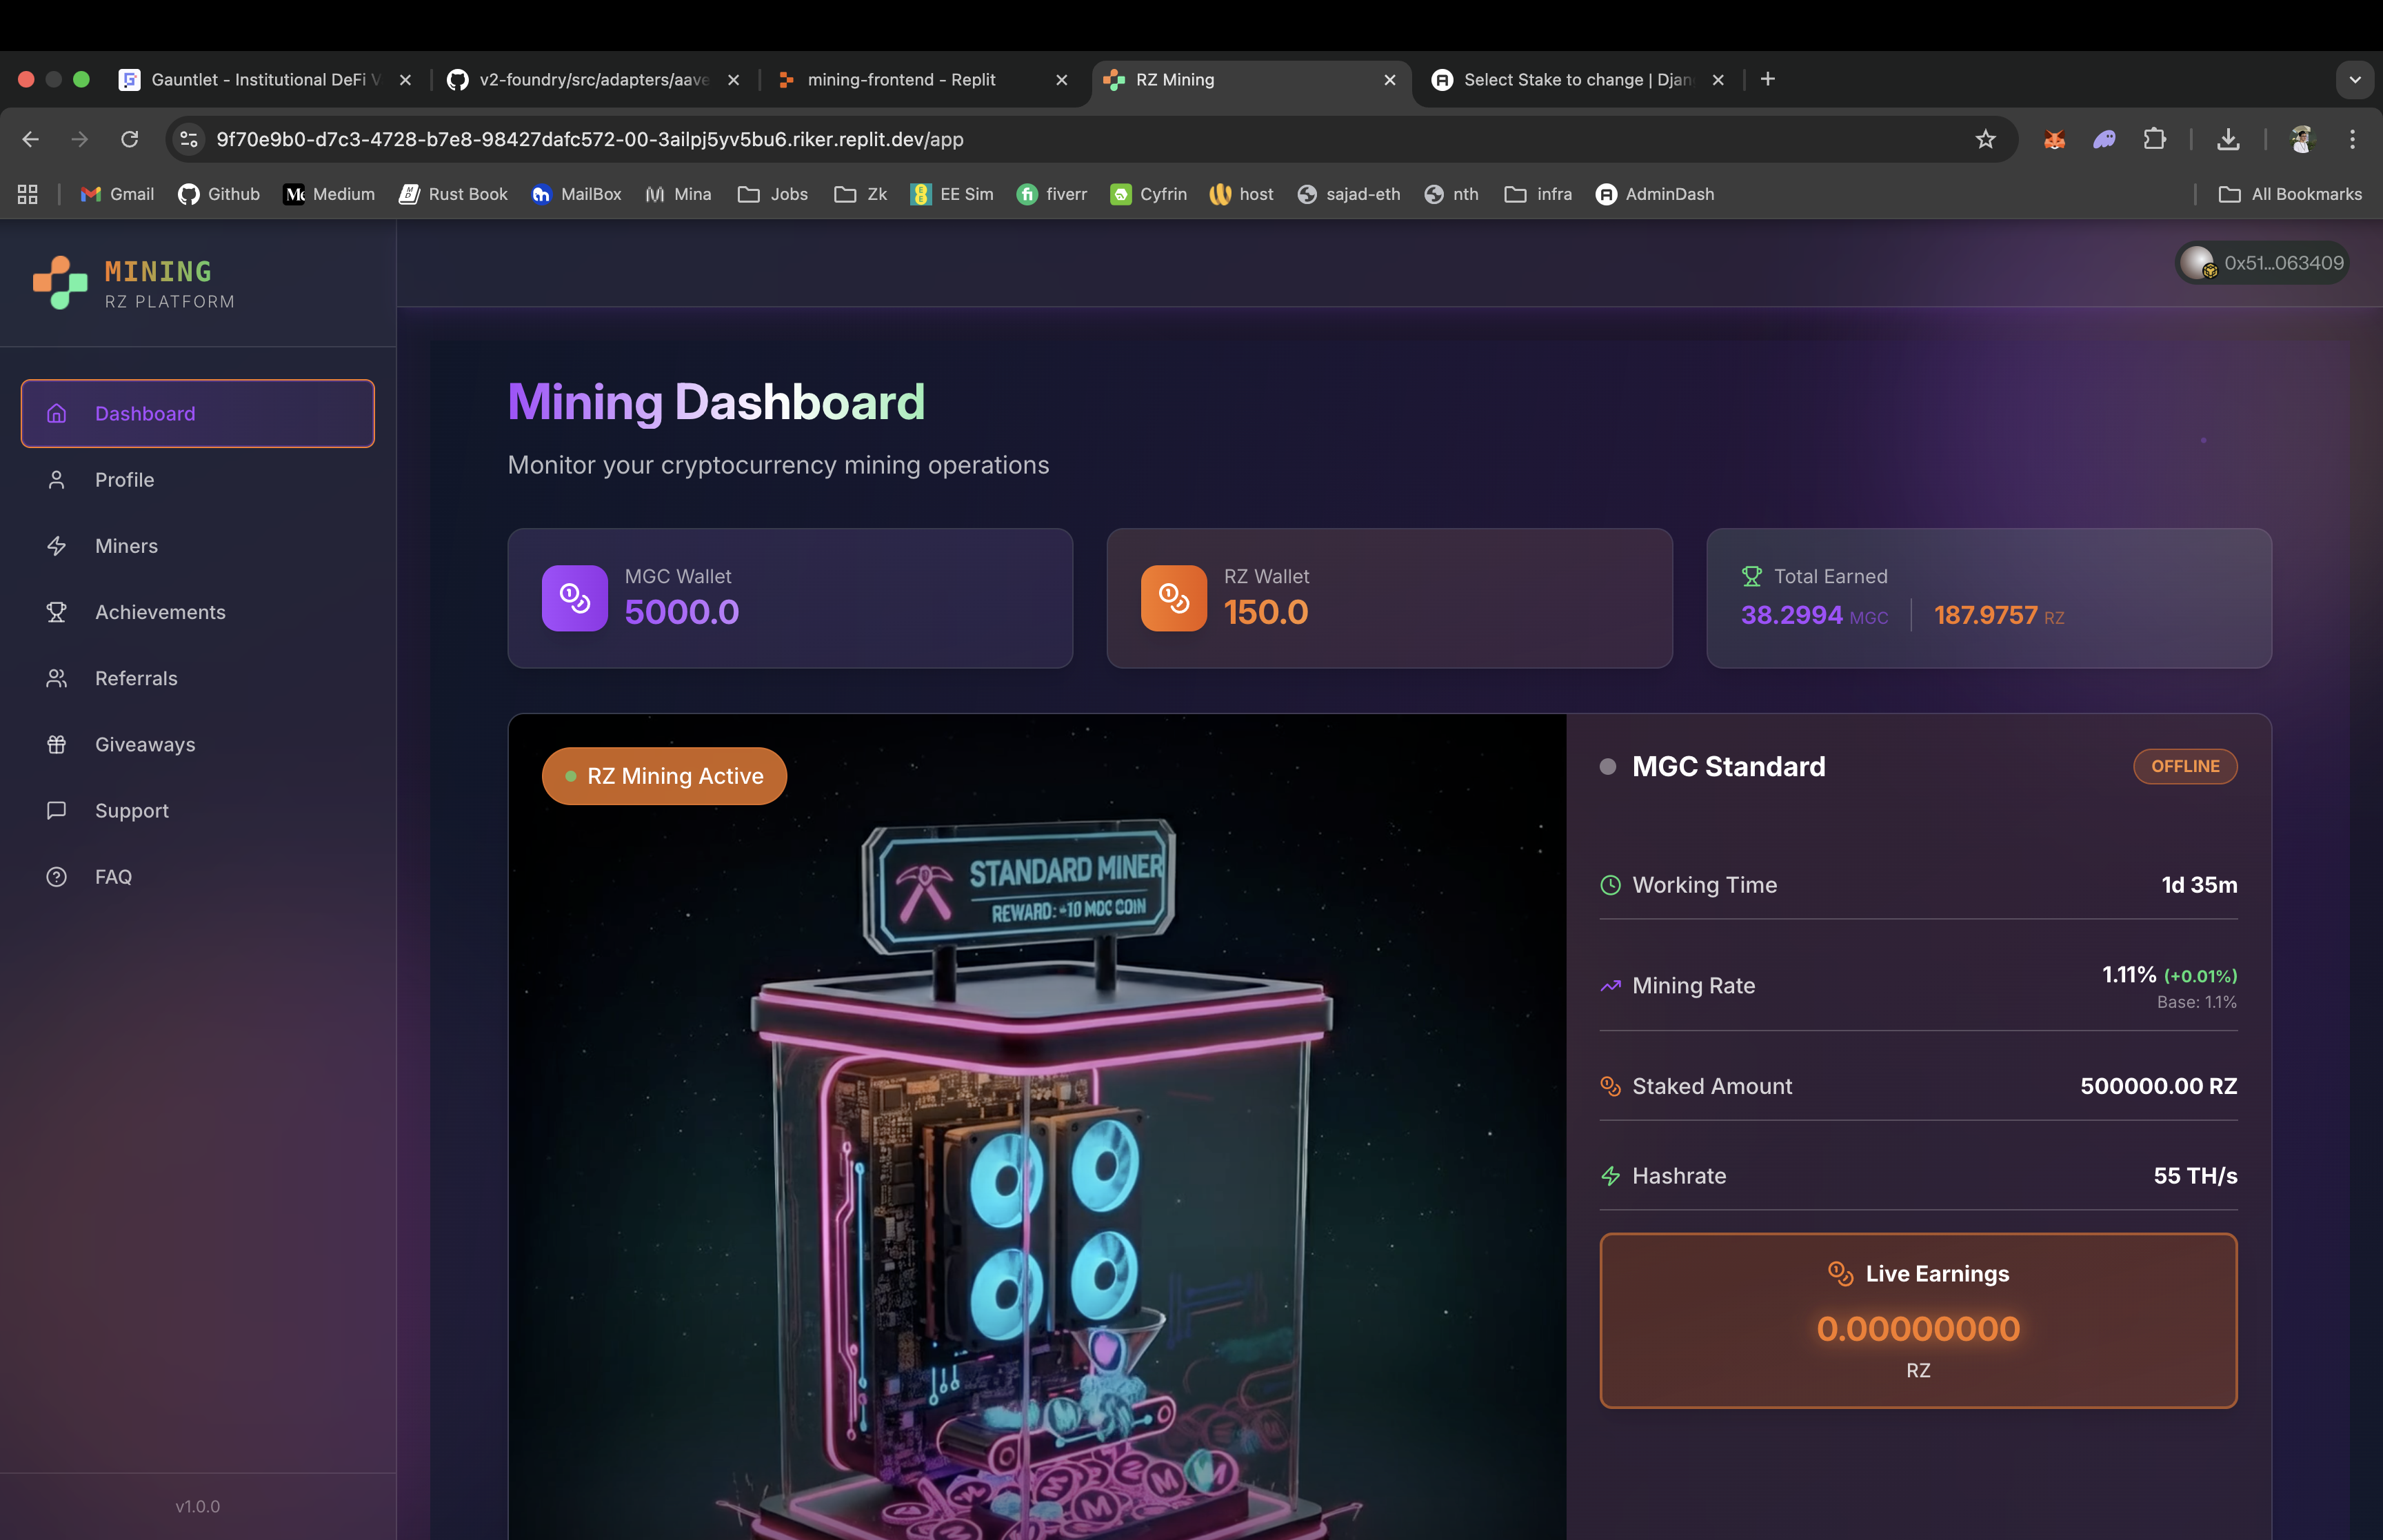 Gauntlet - Institutional DeFi V
v2-foundry/src/adapters/aave
mining-frontend - Replit
RZ Mining
Select Stake to change | Djan
9f70e9b0-d7c3-4728-b7e8-98427dafc572-00-3ailpj5yv5bu6.riker.replit.dev/app
Gmail
Github
Medium
Rust Book
MailBox
Mina
Jobs
Zk
EE Sim
fiverr
Cyfrin
host
sajad-eth
nth
infra
AdminDash
All Bookmarks
MINING
RZ PLATFORM
0x51...063409
Dashboard
Profile
Miners
Achievements
Referrals
Giveaways
Support
FAQ
v1.0.0
Mining Dashboard
Monitor your cryptocurrency mining operations
MGC Wallet
5000.0
RZ Wallet
150.0
Total Earned
38.2994 MGC
187.9757 RZ
RZ Mining Active
STANDARD MINER
REWARD: -10 MOC COIN
MGC Standard
OFFLINE
Working Time
1d 35m
Mining Rate
1.11% (+0.01%)
Base: 1.1%
Staked Amount
500000.00 RZ
Hashrate
55 TH/s
Live Earnings
0.00000000
RZ